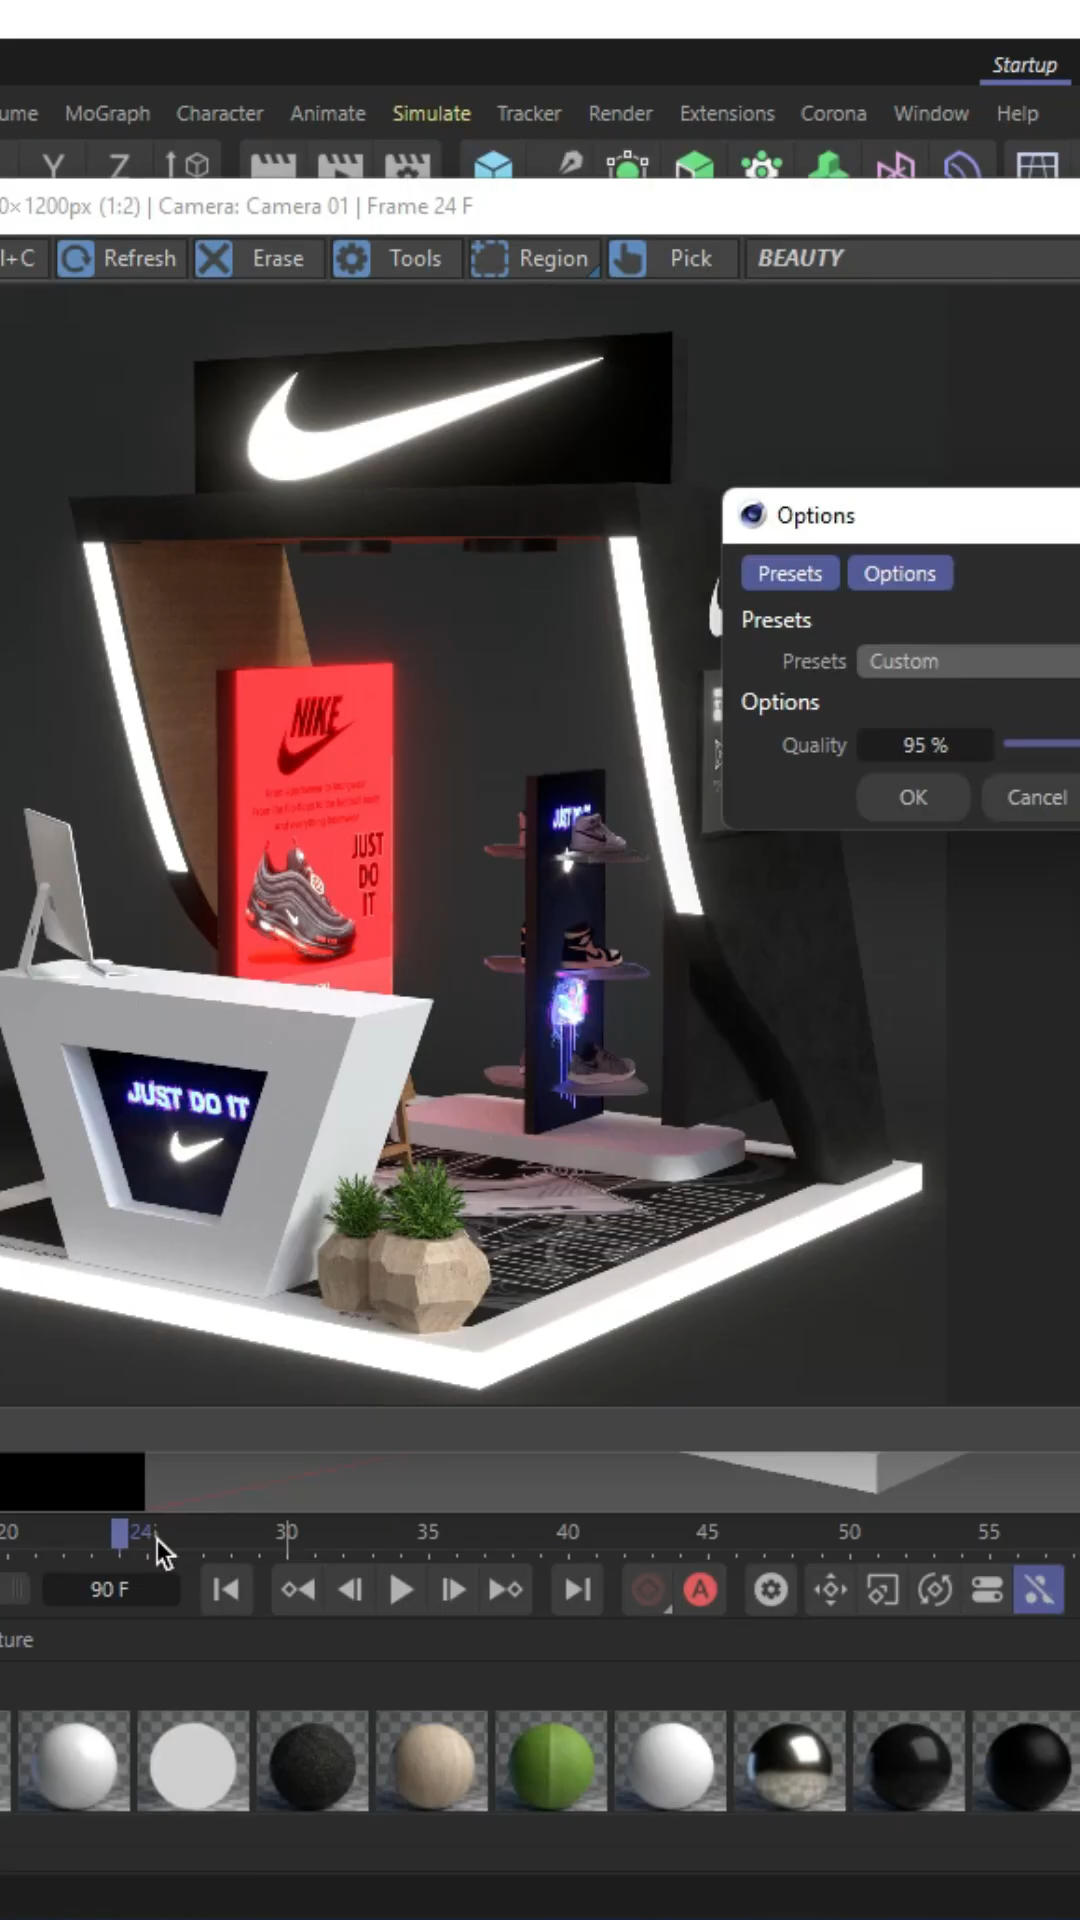 Startup
ume MoGraph Character Animate Simulate Tracker Render Extensions Corona Window Help
Y Z
0×1200px (1:2) | Camera: Camera 01 | Frame 24 F
l+C Refresh Erase Tools Region Pick BEAUTY
Options
Presets Options
Presets
Presets Custom
Options
Quality 95 %
OK Cancel
NIKE
JUST
DO
IT
JUST DO IT
20 24 30 35 40 45 50 55
90 F
A
ture